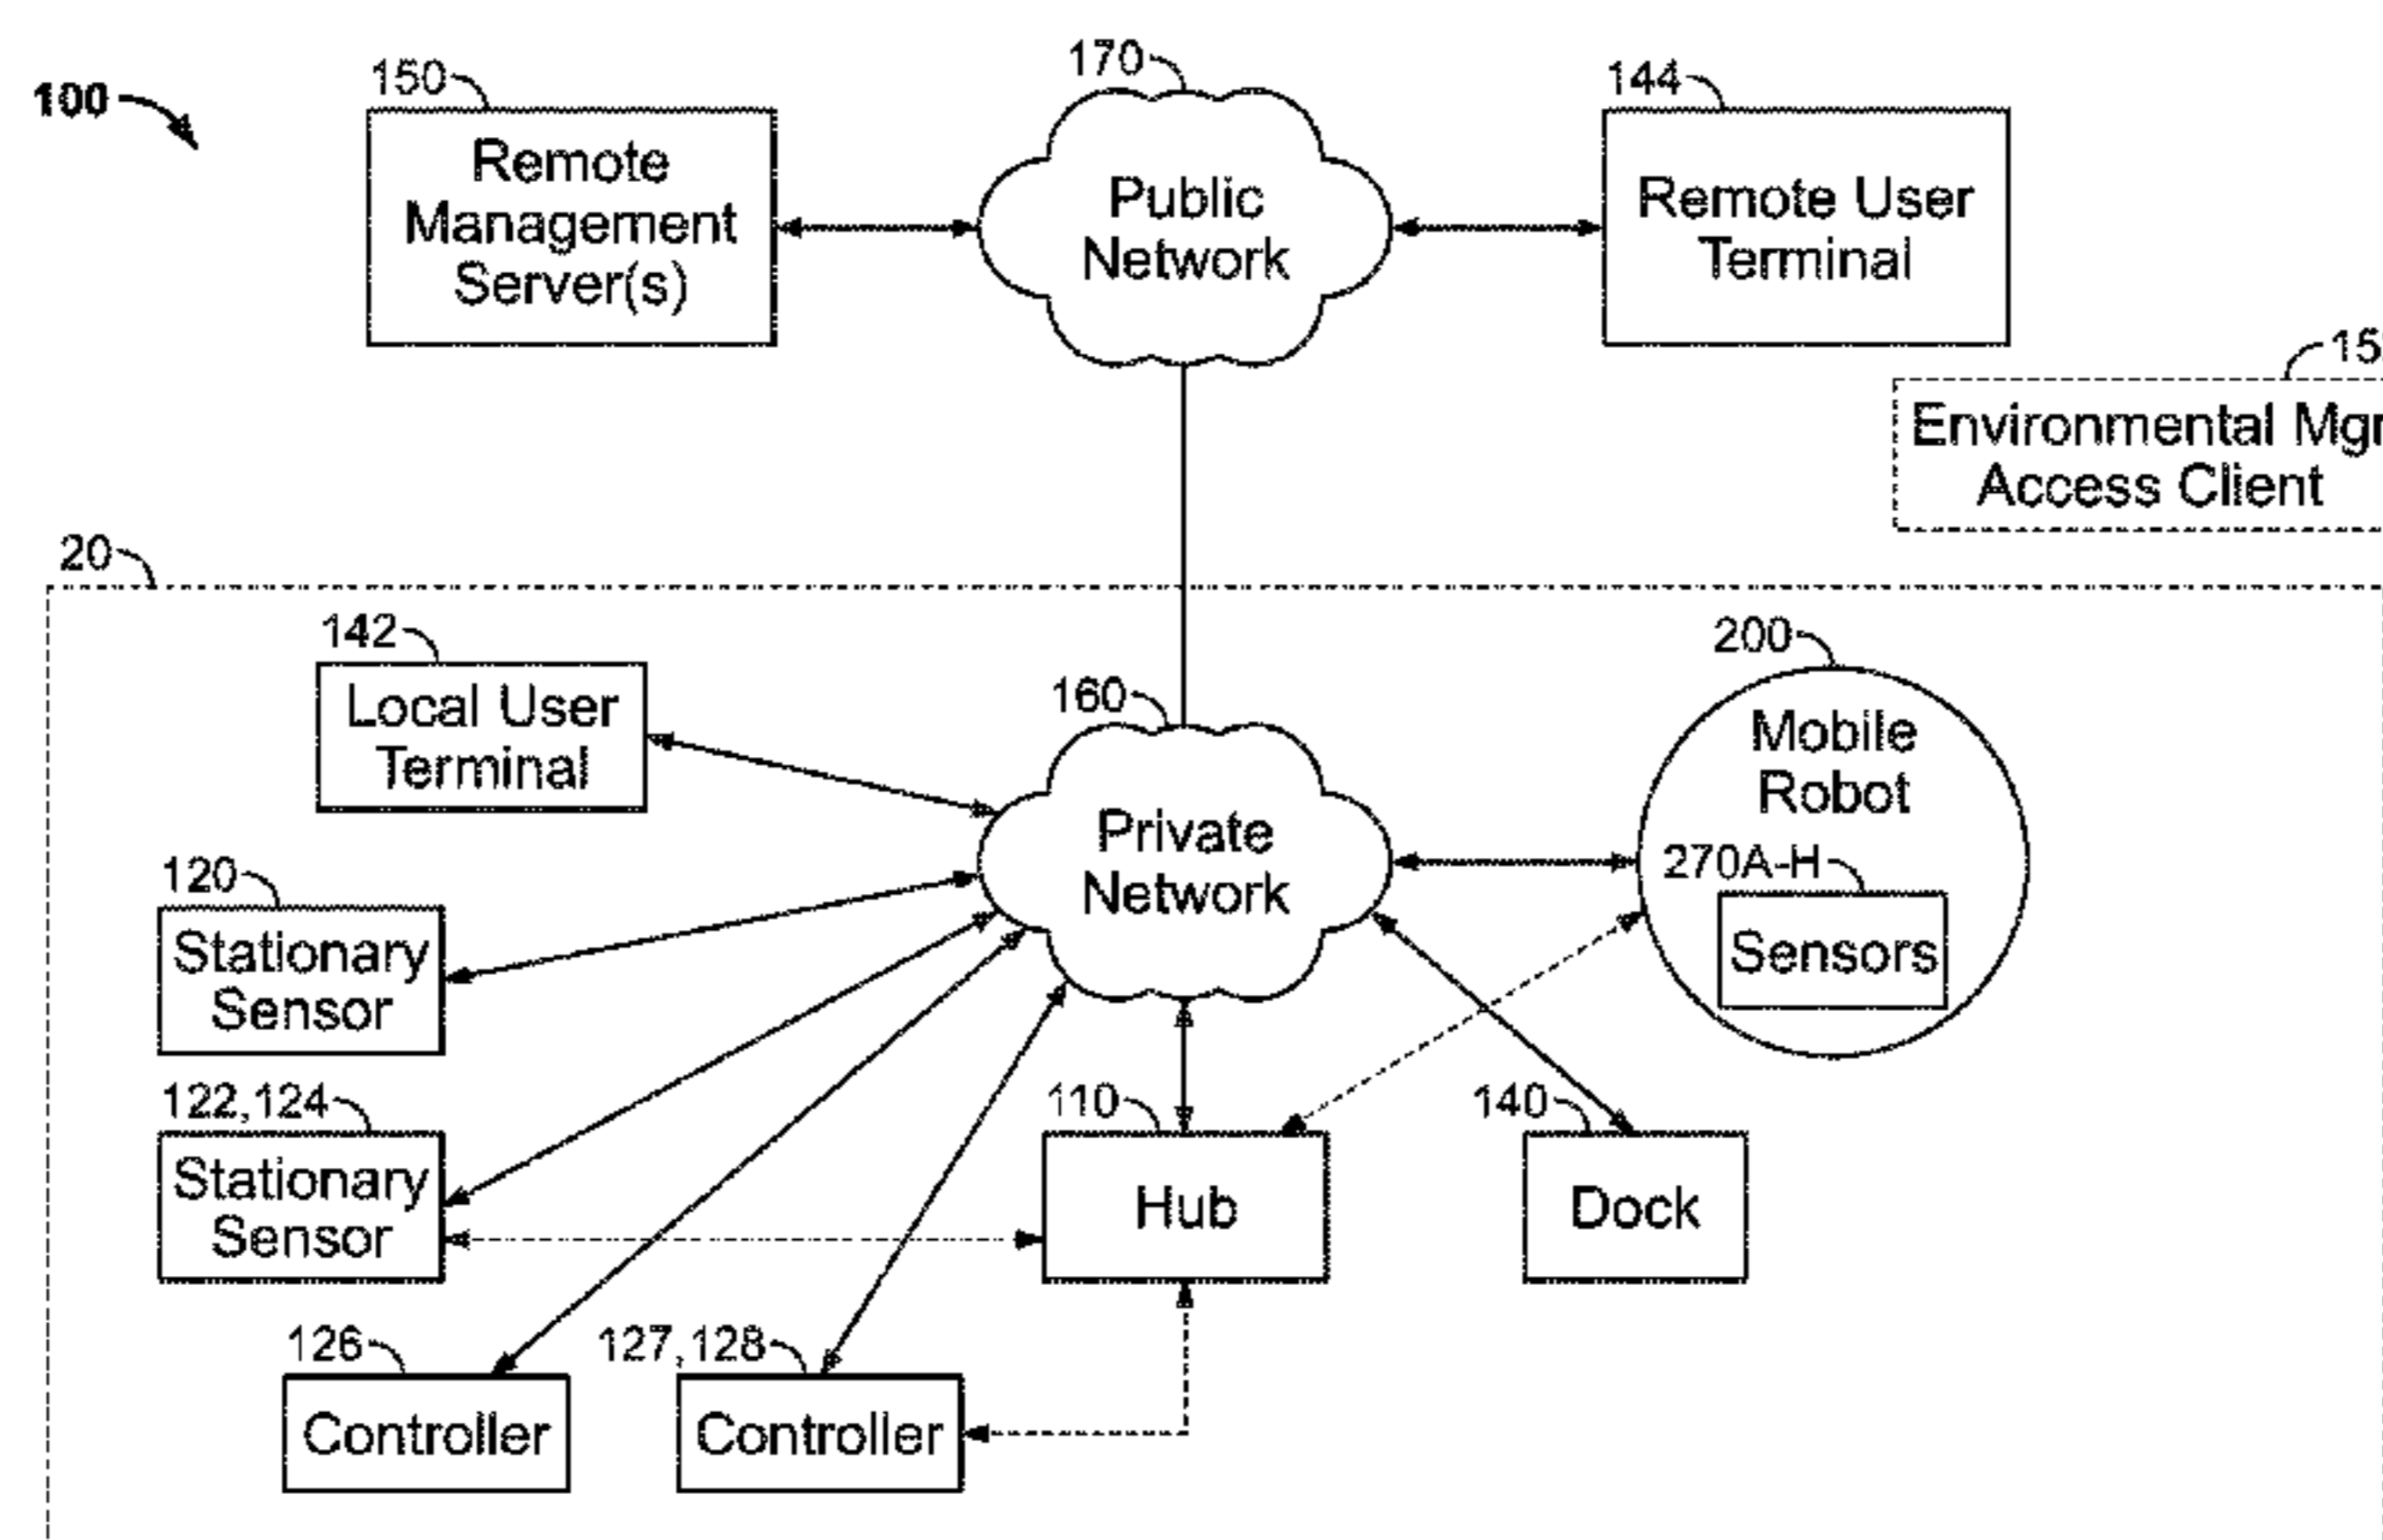 100
150
Remote
Management
Server(s)
170
Public
Network
144
Remote User
Terminal
Environmental
Access Client
20
142
Local User
Terminal
160
Private
Network
200
Mobile
Robot
270A-H
Sensors
120
Stationary
Sensor
122,124
Stationary
Sensor
110
Hub
140
Dock
126
Controller
127,128
Controller